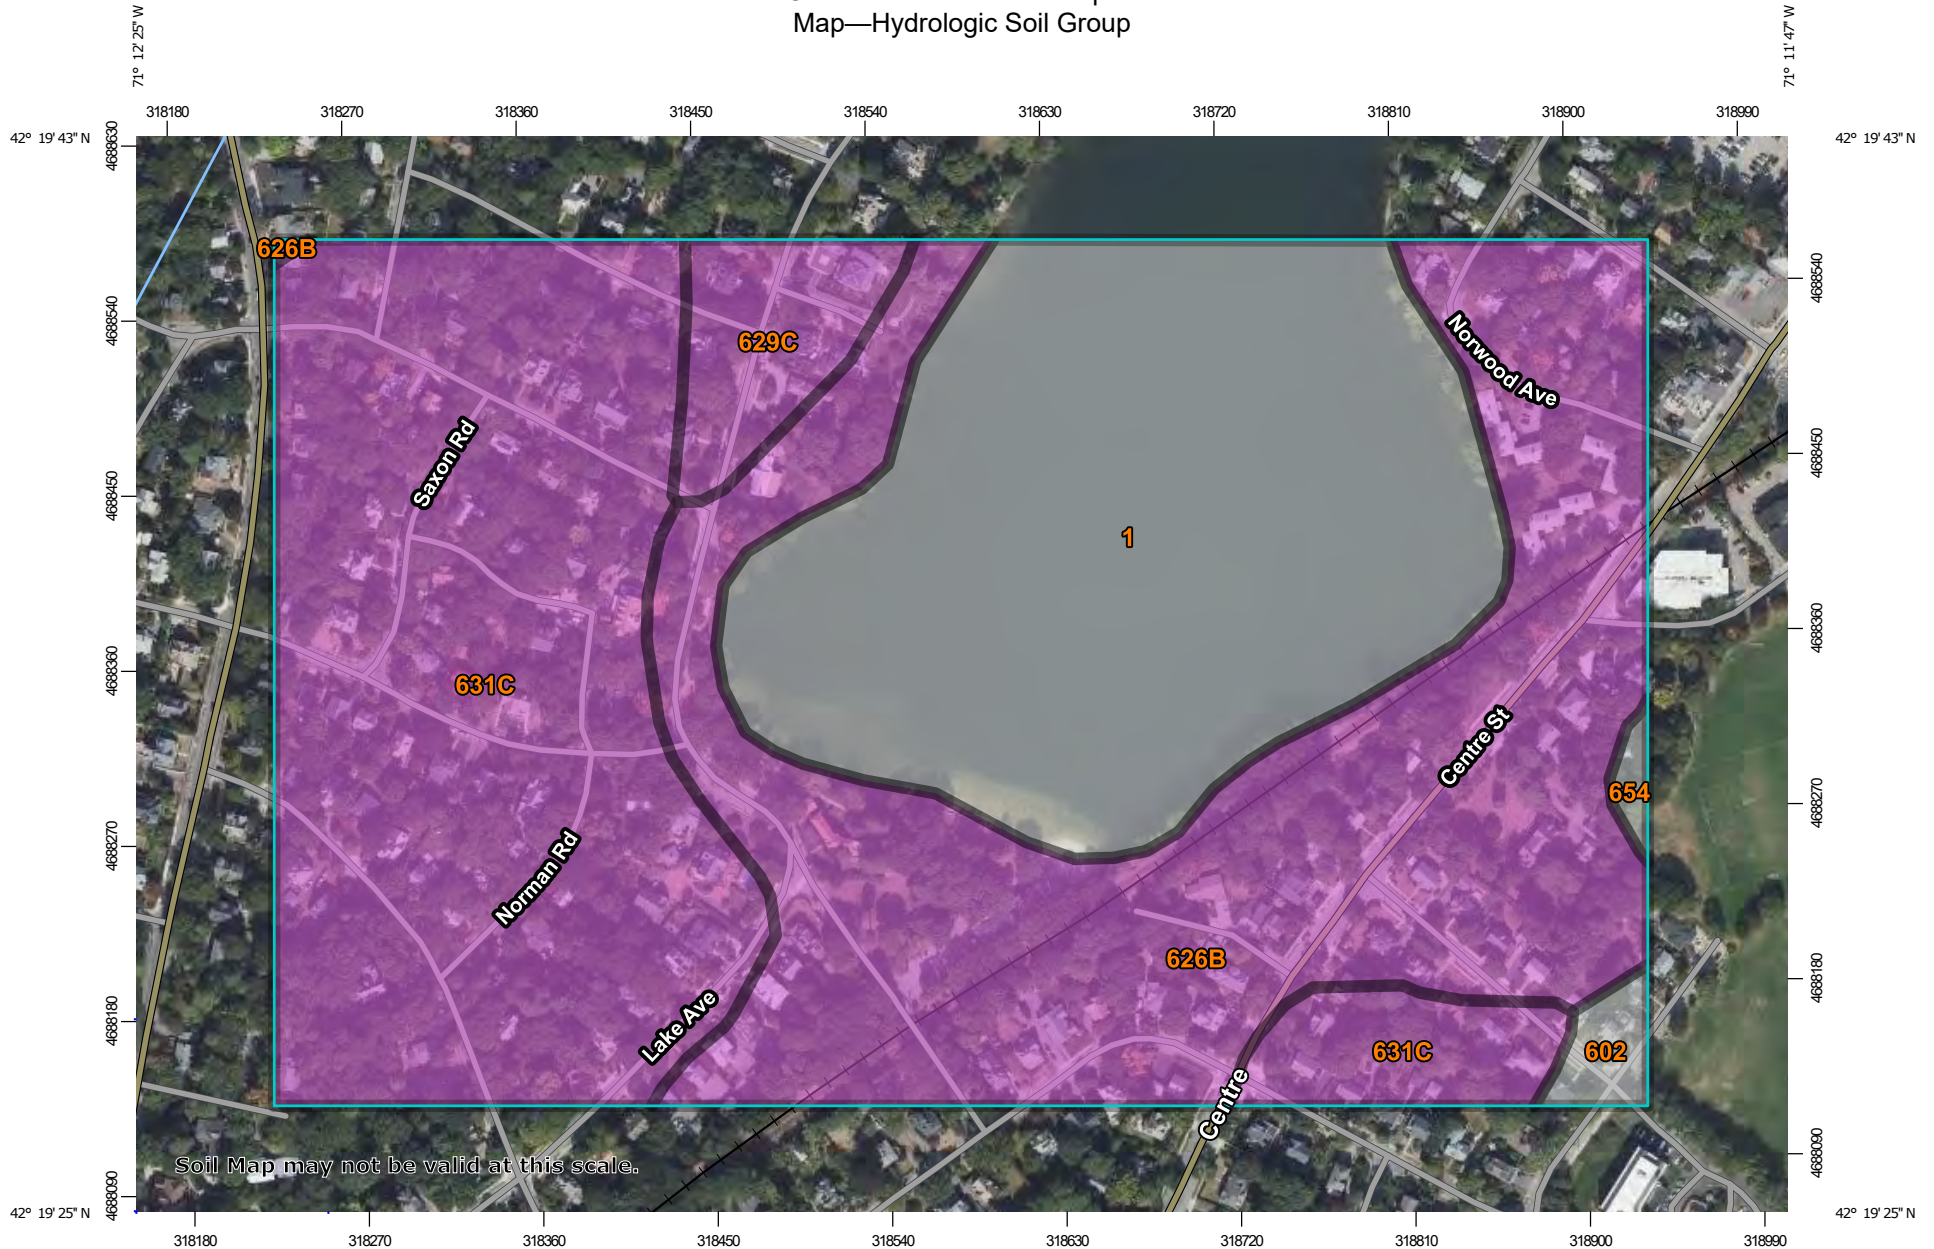 Map—Hydrologic Soil Group
71° 12' 25" W
71° 11' 47" W
318180 318270 318360 318450 318540 318630 318720 318810 318900 318990
42° 19' 43" N
42° 19' 43" N
4688630
4688540
4688450
4688360
4688270
4688180
4688090
4688540
4688450
4688360
4688270
4688180
4688090
626B
629C
Norwood Ave
Saxon Rd
1
631C
Centre St
654
Norman Rd
626B
Lake Ave
631C
602
Centre
Soil Map may not be valid at this scale.
42° 19' 25" N
42° 19' 25" N
318180 318270 318360 318450 318540 318630 318720 318810 318900 318990